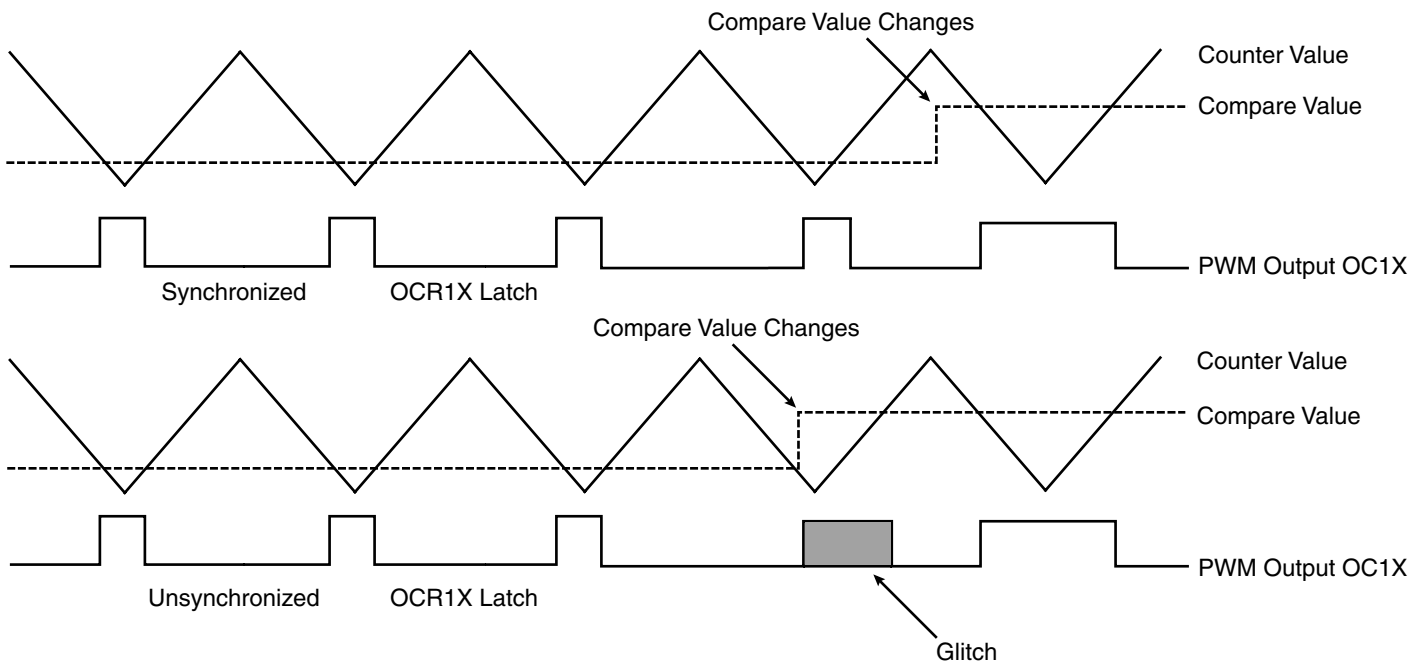 Compare Value Changes
Counter Value
Compare Value
PWM Output OC1X
Synchronized OCR1X Latch
Compare Value Changes
Counter Value
Compare Value
PWM Output OC1X
Unsynchronized OCR1X Latch
Glitch